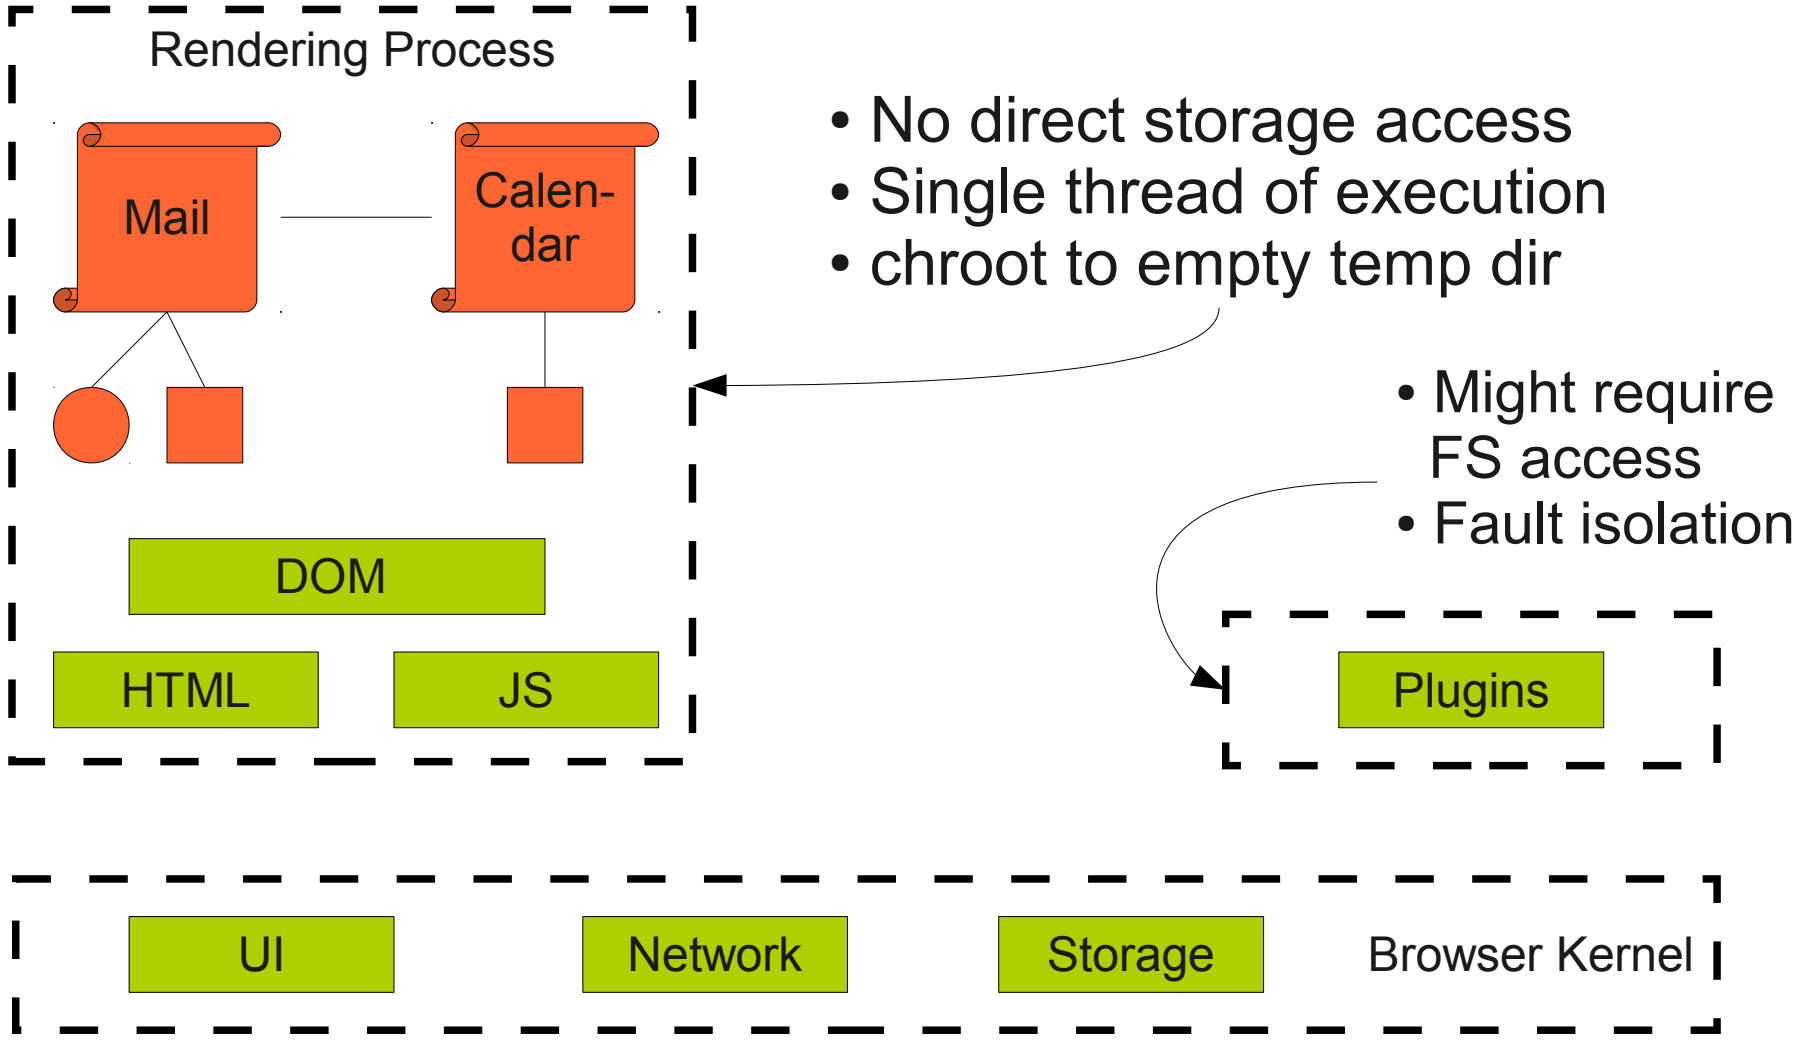 Rendering Process
Mail
Calen-
dar
• No direct storage access
• Single thread of execution
• chroot to empty temp dir
• Might require
FS access
• Fault isolation
DOM
HTML
JS
Plugins
UI
Network
Storage
Browser Kernel